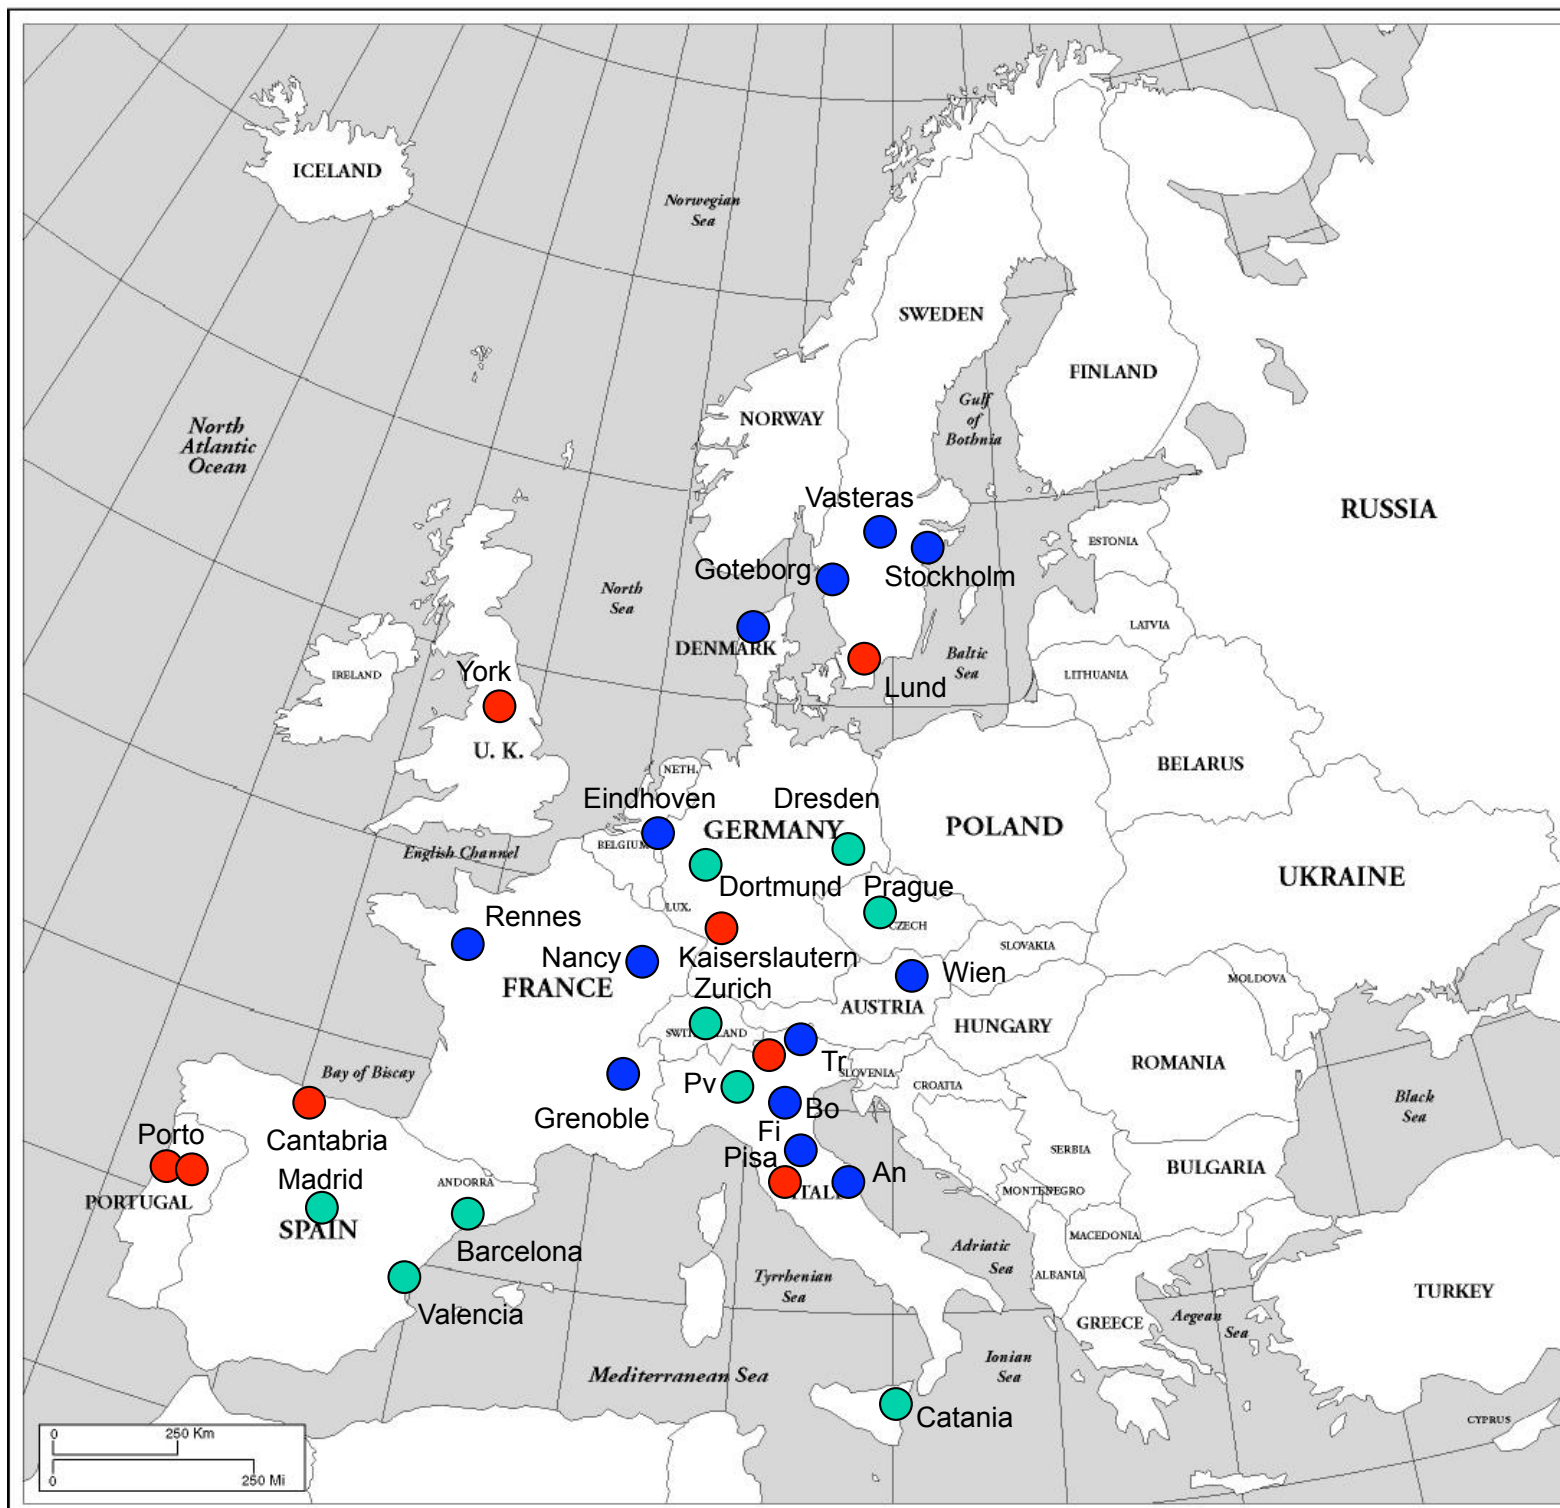 ICELAND
Norwegian
Sea
SWEDEN
FINLAND
NORWAY
Gulf
of
Bothnia
North
Atlantic
Ocean
RUSSIA
Vasteras
ESTONIA
Goteborg
Stockholm
North
Sea
LATVIA
DENMARK
Baltic
Sea
IRELAND
York
LITHUANIA
Lund
U. K.
BELARUS
NETH.
Eindhoven
Dresden
GERMANY
POLAND
English Channel
BELGIUM
UKRAINE
Dortmund
Prague
LUX.
Rennes
CZECH
SLOVAKIA
Nancy
Kaiserslautern
Wien
MOLDOVA
FRANCE
Zurich
AUSTRIA
HUNGARY
SWITZERLAND
Tr
ROMANIA
Bay of Biscay
SLOVENIA
Pv
CROATIA
Black
Sea
Grenoble
Bo
Porto
Cantabria
Fi
SERBIA
Pisa
BULGARIA
Madrid
ANDORRA
An
PORTUGAL
ITALY
MONTENEGRO
SPAIN
MACEDONIA
Barcelona
Adriatic
Sea
Tyrrhenian
Sea
ALBANIA
TURKEY
Valencia
GREECE
Aegean
Sea
Mediterranean Sea
Ionian
Sea
Catania
CYPRUS
0 250 Km
0 250 Mi